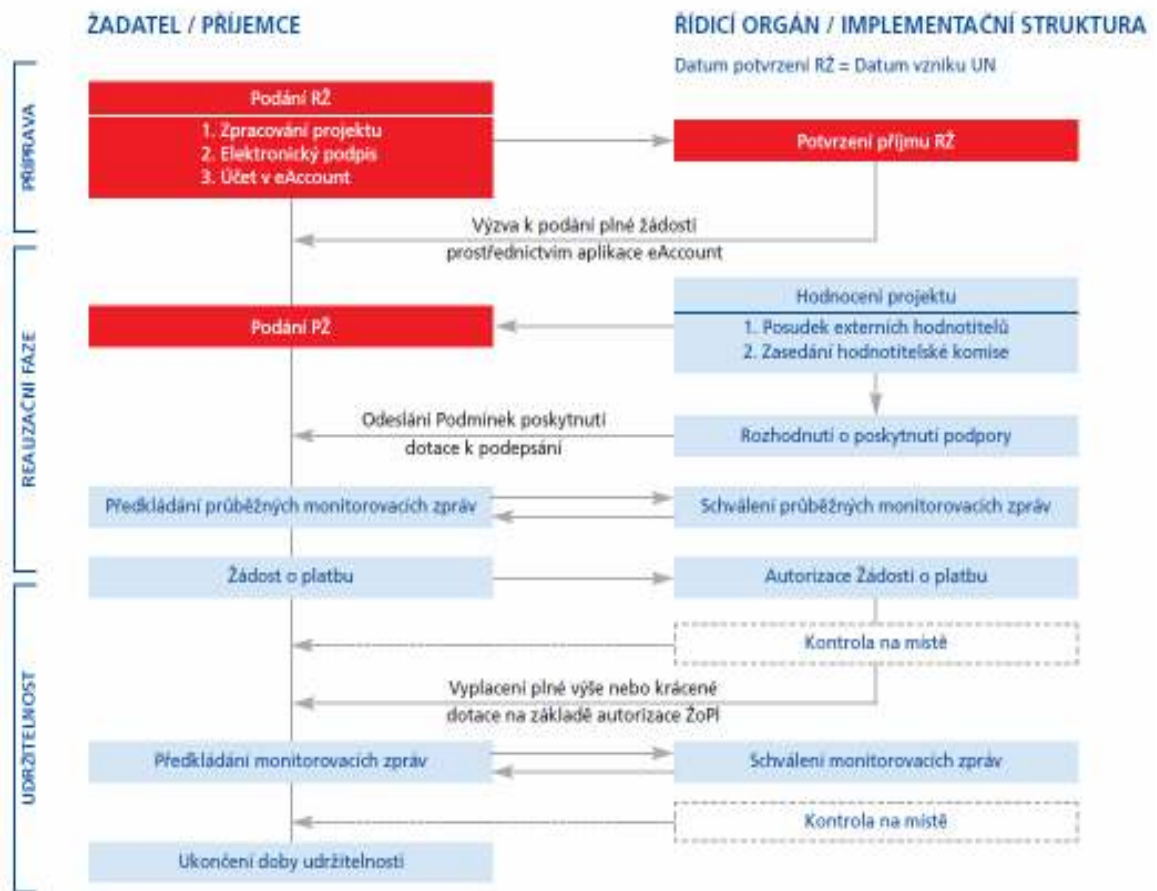 ŽADATEL / PŘÍJEMCE
ŘÍDICÍ ORGÁN / IMPLEMENTAČNÍ STRUKTURA
Datum potvrzení RŽ = Datum vzniku UN
PŘÍPRAVA
Podání RŽ
1. Zpracování projektu
2. Elektronický podpis
3. Účet v eAccount
Potvrzení příjmu RŽ
Výzva k podání plné žádosti
prostřednictvím aplikace eAccount
REALIZAČNÍ FÁZE
Podání PŽ
Hodnocení projektu
1. Posudek externích hodnotitelů
2. Zasedání hodnotitelské komise
Odeslání Podmínek poskytnutí
dotace k podepsání
Rozhodnutí o poskytnutí podpory
Předkládání průběžných monitorovacích zpráv
Schválení průběžných monitorovacích zpráv
Žádost o platbu
Autorizace Žádosti o platbu
UDRŽITELNOST
Kontrola na místě
Vyplacení plné výše nebo krácené
dotace na základě autorizace ŽoPl
Předkládání monitorovacích zpráv
Schválení monitorovacích zpráv
Kontrola na místě
Ukončení doby udržitelnosti